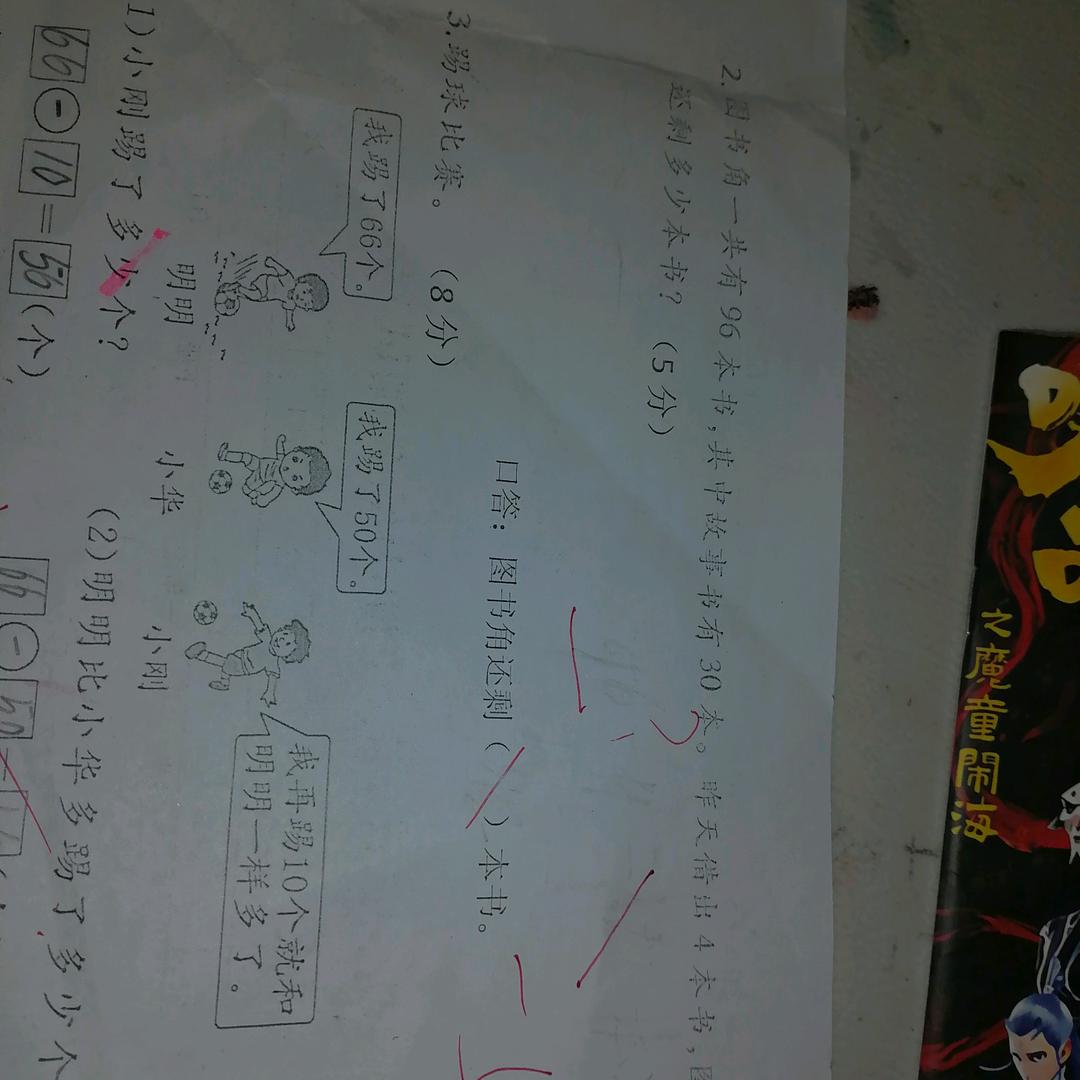 2.图书角一共有96本书,其中故事书有30本。昨天借出4本书,图
还剩多少本书?(5分)
口答:图书角还剩( )本书。
3.踢球比赛。(8分)
我踢了66个。
我踢了50个。
我再踢10个就和
明明一样多了。
明明
小华
小刚
1)小刚踢了多少个?
66-10=56(个)
(2)明明比小华多踢了多少个
66-50=
之魔童閙海